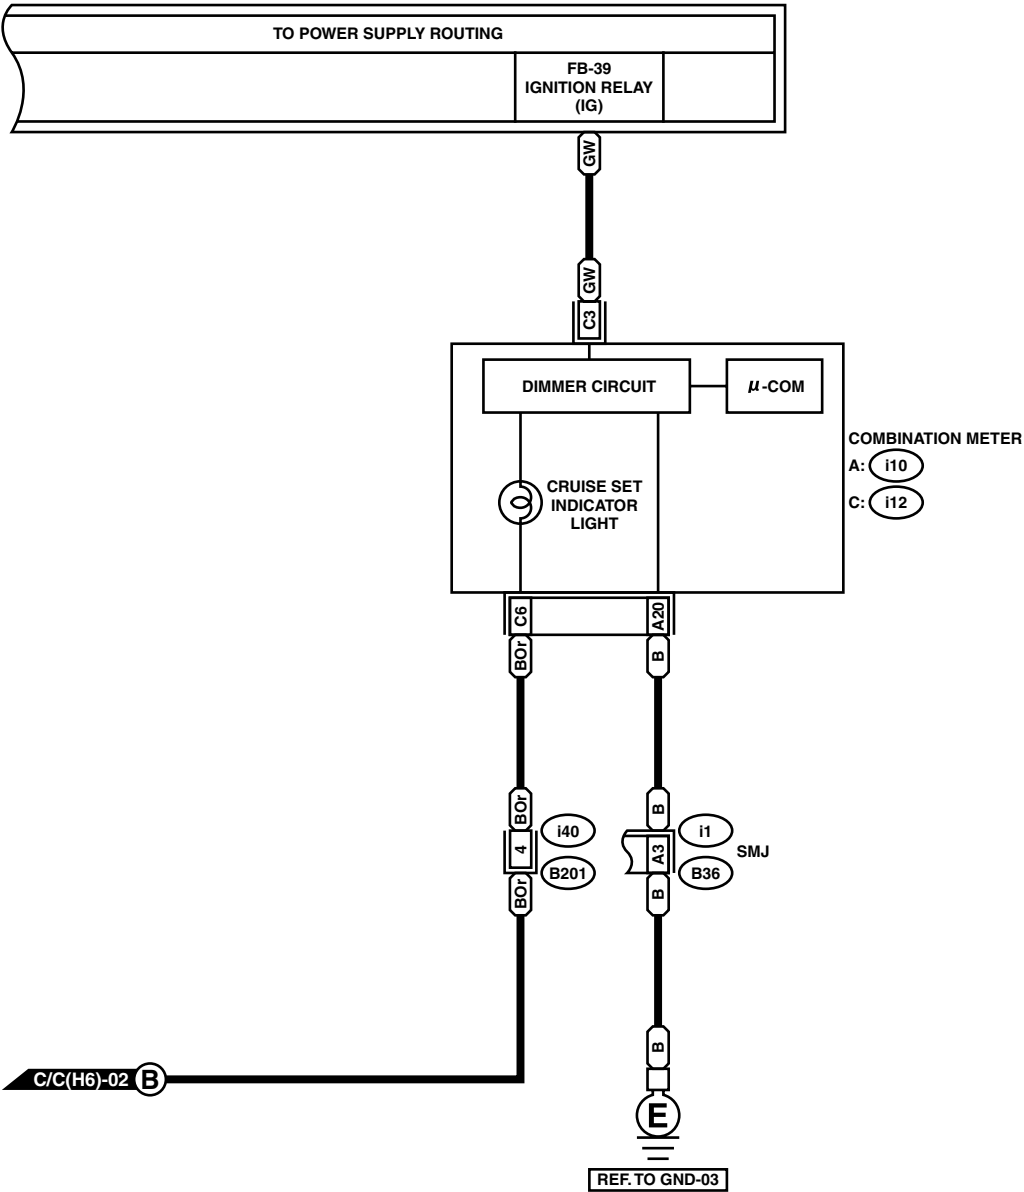 TO POWER SUPPLY ROUTING
FB-39
IGNITION RELAY
(IG)
GW
GW
C3
DIMMER CIRCUIT
μ-COM
COMBINATION METER
A: i10
C: i12
CRUISE SET
INDICATOR
LIGHT
C6
A20
BOr
B
BOr
B
i40
i1
4
A3
SMJ
B201
B36
BOr
B
B
C/C(H6)-02 B
E
REF. TO GND-03